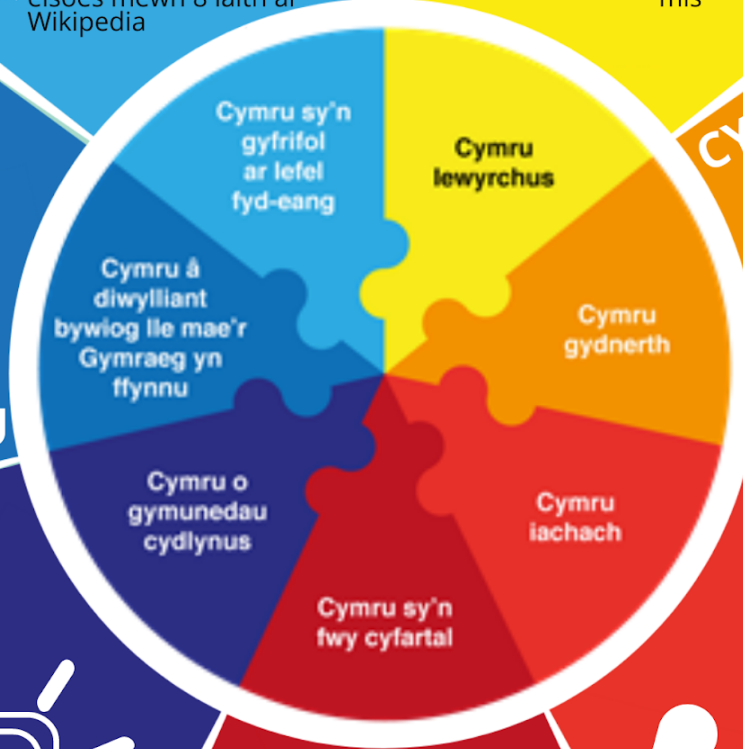 Wikipedia
Cymru sy'n
gyfrifol
ar lefel
fyd-eang
Cymru
lewyrchus
Cymru
gydnerth
Cymru
iachach
Cymru sy'n
fwy cyfartal
Cymru o
gymunedau
cydlynus
Cymru â
diwylliant
bywiog lle mae'r
Gymraeg yn
ffynnu